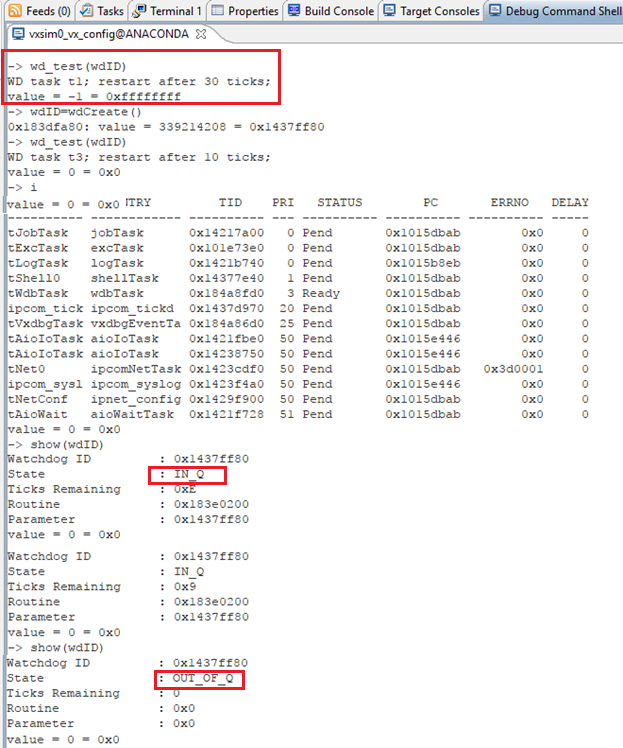 Feeds (0) Tasks Terminal 1 Properties Build Console Target Consoles Debug Command Shell
vxsim0_vx_config@ANACONDA
-> wd_test(wdID)
WD task t1; restart after 30 ticks;
value = -1 = 0xffffffff
-> wdID=wdCreate()
0x183dfa80: value = 339214208 = 0x1437ff80
-> wd_test(wdID)
WD task t3; restart after 10 ticks;
value = 0 = 0x0
-> i
value = 0 = 0x0 NTRY TID PRI STATUS PC ERRNO DELAY
---------- ---------- ---------- --- ---------- ---------- -------- -----
tJobTask jobTask 0x14217a00 0 Pend 0x1015dbab 0x0 0
tExcTask excTask 0x101e73e0 0 Pend 0x1015dbab 0x0 0
tLogTask logTask 0x1421b740 0 Pend 0x1015b8eb 0x0 0
tShell0 shellTask 0x14377e40 1 Pend 0x1015dbab 0x0 0
tWdbTask wdbTask 0x184a8fd0 3 Ready 0x1015dbab 0x0 0
ipcom_tick ipcom_tickd 0x1437d970 20 Pend 0x1015dbab 0x0 0
tVxdbgTask vxdbgEventTa 0x184a86d0 25 Pend 0x1015dbab 0x0 0
tAioIoTask aioIoTask 0x1421fbe0 50 Pend 0x1015e446 0x0 0
tAioIoTask aioIoTask 0x14238750 50 Pend 0x1015e446 0x0 0
tNet0 ipcomNetTask 0x1423cdf0 50 Pend 0x1015dbab 0x3d0001 0
ipcom_sysl ipcom_syslog 0x1423f4a0 50 Pend 0x1015e446 0x0 0
tNetConf ipnet_config 0x1429f900 50 Pend 0x1015dbab 0x0 0
tAioWait aioWaitTask 0x1421f728 51 Pend 0x1015dbab 0x0 0
value = 0 = 0x0
-> show(wdID)
Watchdog ID : 0x1437ff80
State : IN_Q
Ticks Remaining : 0xE
Routine : 0x183e0200
Parameter : 0x1437ff80
value = 0 = 0x0
Watchdog ID : 0x1437ff80
State : IN_Q
Ticks Remaining : 0x9
Routine : 0x183e0200
Parameter : 0x1437ff80
value = 0 = 0x0
-> show(wdID)
Watchdog ID : 0x1437ff80
State : OUT_OF_Q
Ticks Remaining : 0
Routine : 0x0
Parameter : 0x0
value = 0 = 0x0